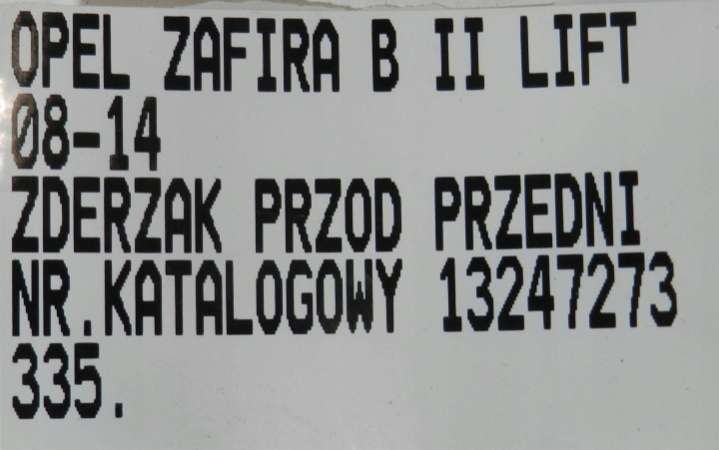 OPEL ZAFIRA B II LIFT
08-14
ZDERZAK PRZOD PRZEDNI
NR.KATALOGOWY 13247273
335.